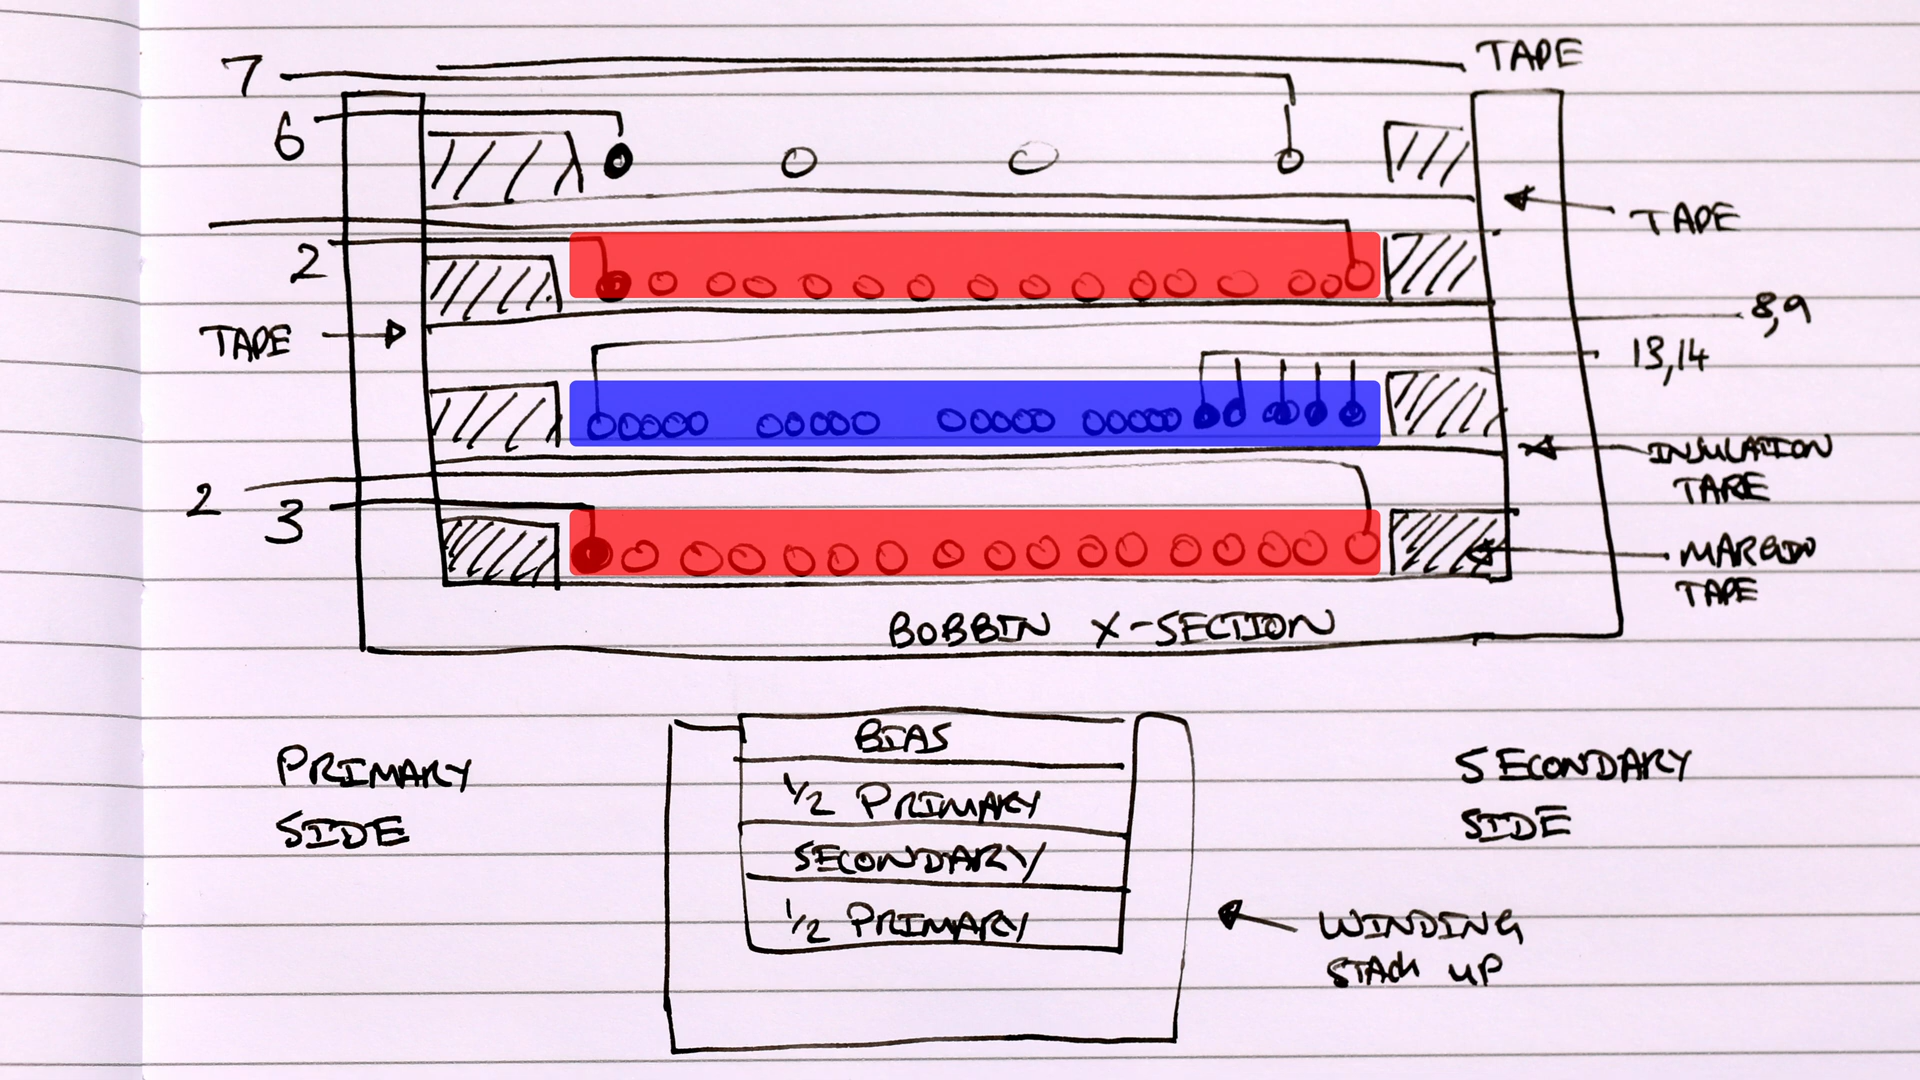 TAPE
7
6
TAPE
2
8,9
TAPE
13,14
INSULATION
TAPE
2
3
MARGIN
TAPE
BOBBIN X-SECTION
BIAS
PRIMARY
SIDE
SECONDARY
SIDE
1/2 PRIMARY
SECONDARY
1/2 PRIMARY
WINDING
STACK UP